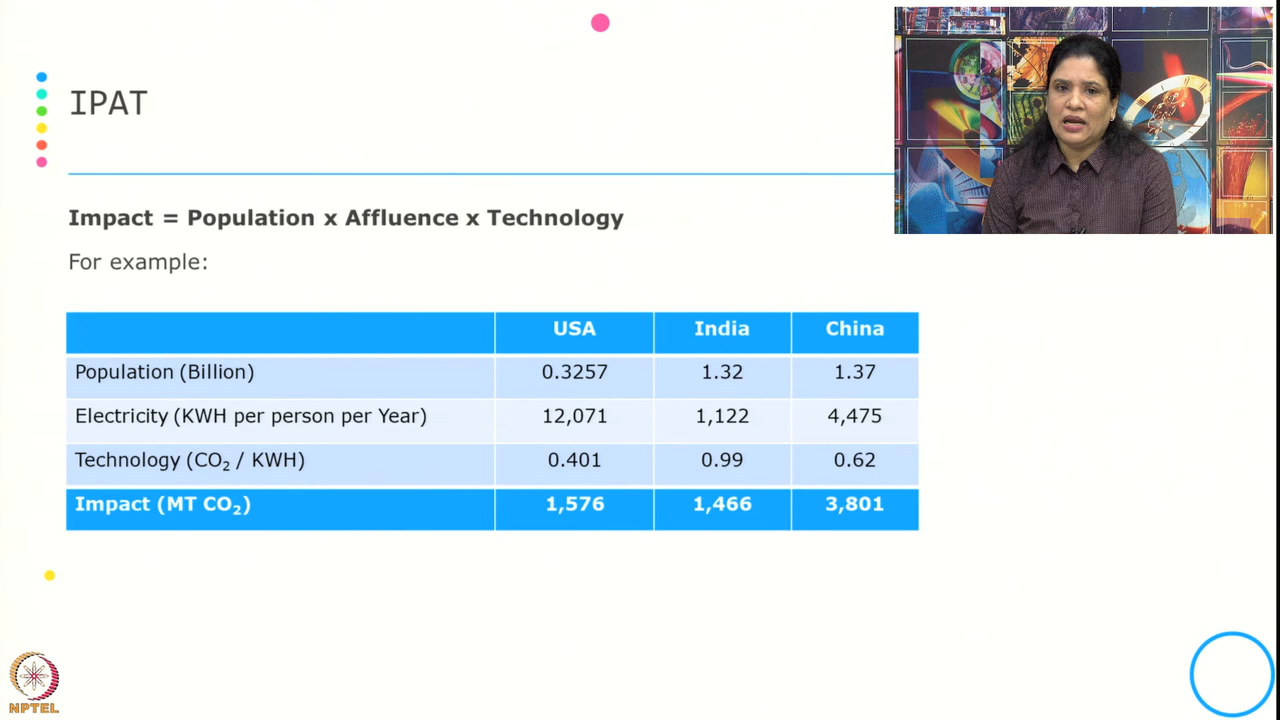 IPAT
Impact = Population x Affluence x Technology
For example:
USA India China
Population (Billion) 0.3257 1.32 1.37
Electricity (KWH per person per Year) 12,071 1,122 4,475
Technology (CO₂ / KWH) 0.401 0.99 0.62
Impact (MT CO₂) 1,576 1,466 3,801
NPTEL